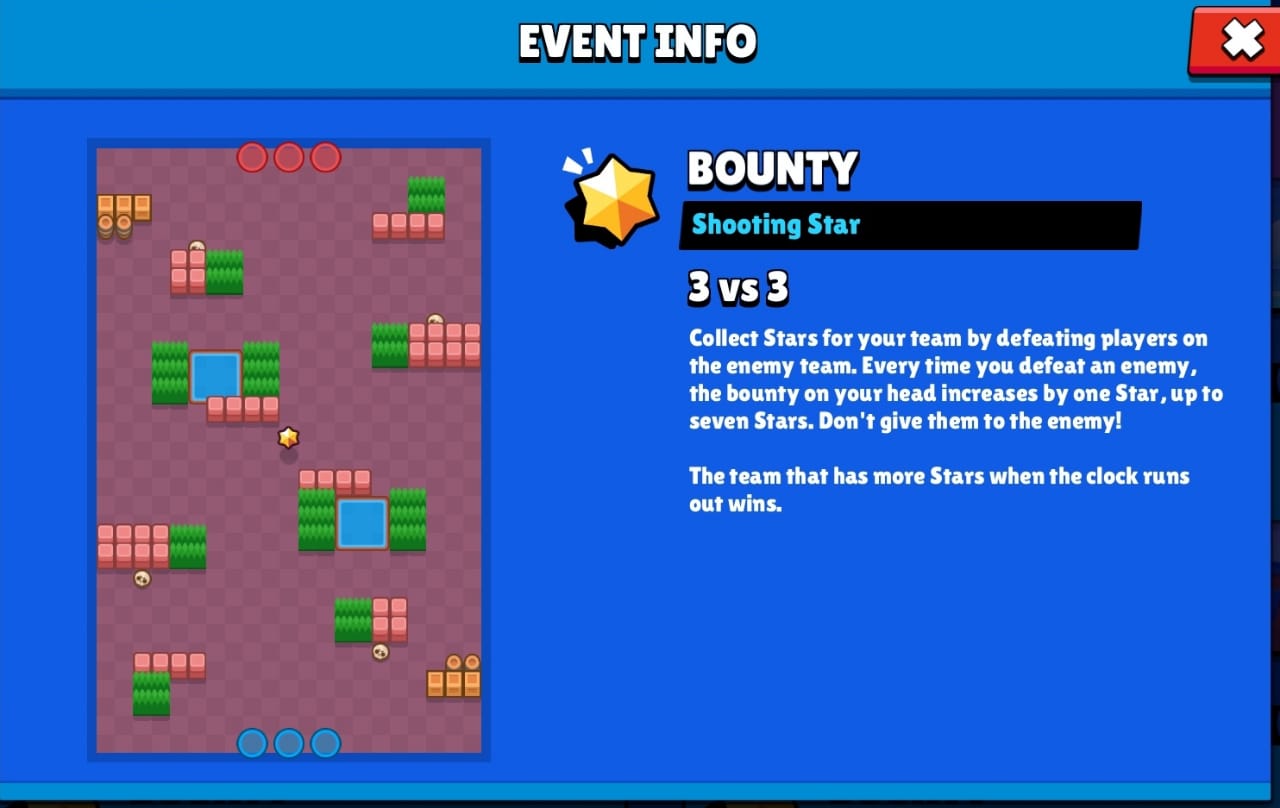 EVENT INFO
BOUNTY
Shooting Star
3 vs 3
Collect Stars for your team by defeating players on
the enemy team. Every time you defeat an enemy,
the bounty on your head increases by one Star, up to
seven Stars. Don't give them to the enemy!
The team that has more Stars when the clock runs
out wins.